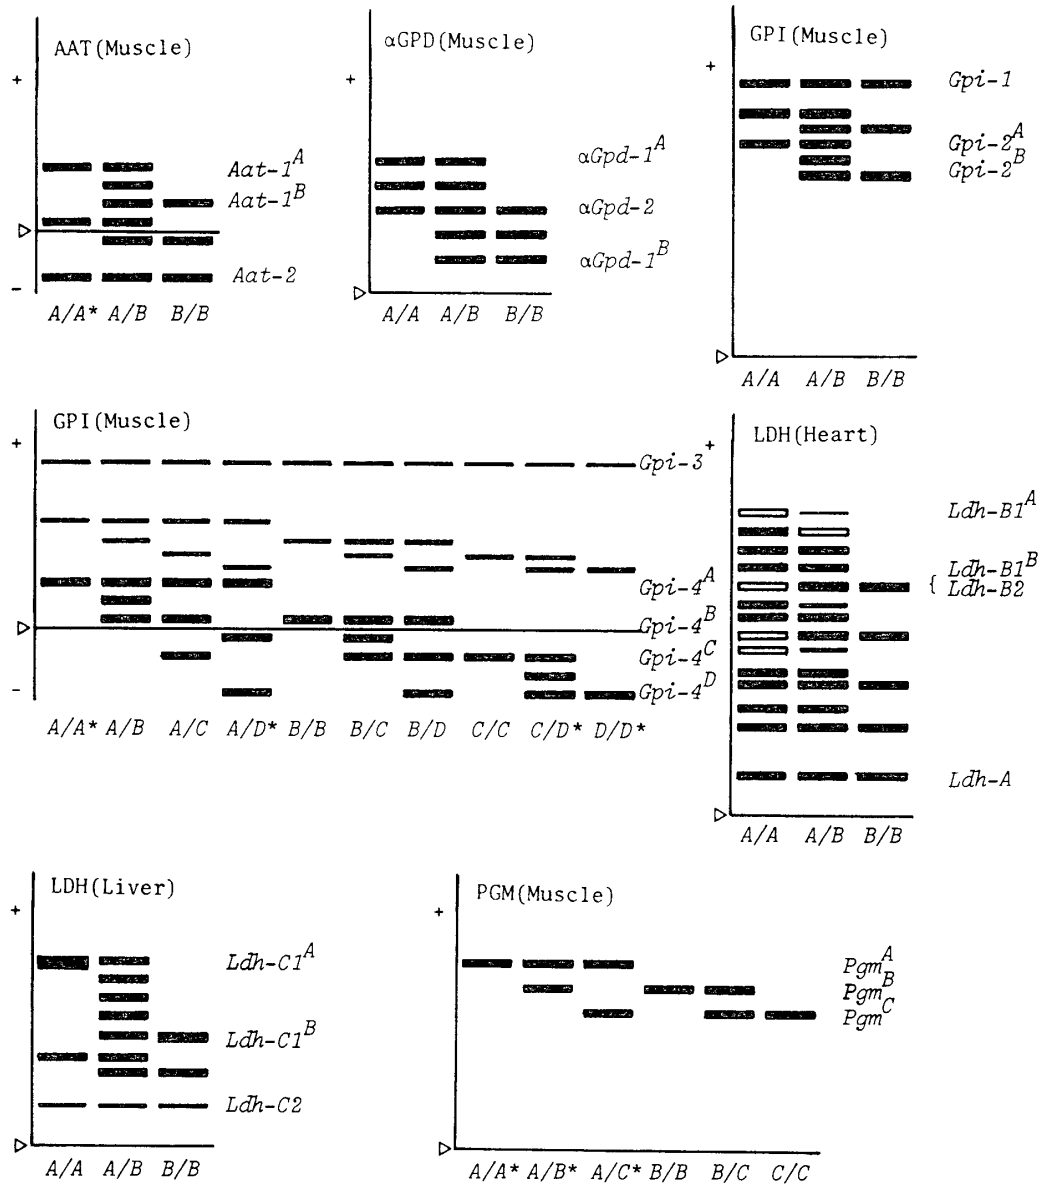 AAT(Muscle)
+
Aat-1^A
Aat-1^B
Aat-2
−
A/A* A/B B/B
αGPD(Muscle)
+
αGpd-1^A
αGpd-2
αGpd-1^B
A/A A/B B/B
GPI(Muscle)
+
Gpi-1
Gpi-2^A
Gpi-2^B
A/A A/B B/B
GPI(Muscle)
+
Gpi-3
Gpi-4^A
Gpi-4^B
Gpi-4^C
Gpi-4^D
−
A/A* A/B A/C A/D* B/B B/C B/D C/C C/D* D/D*
LDH(Heart)
+
Ldh-B1^A
Ldh-B1^B
{ Ldh-B2
Ldh-A
A/A A/B B/B
LDH(Liver)
+
Ldh-C1^A
Ldh-C1^B
Ldh-C2
A/A A/B B/B
PGM(Muscle)
+
Pgm^A
Pgm^B
Pgm^C
A/A* A/B* A/C* B/B B/C C/C